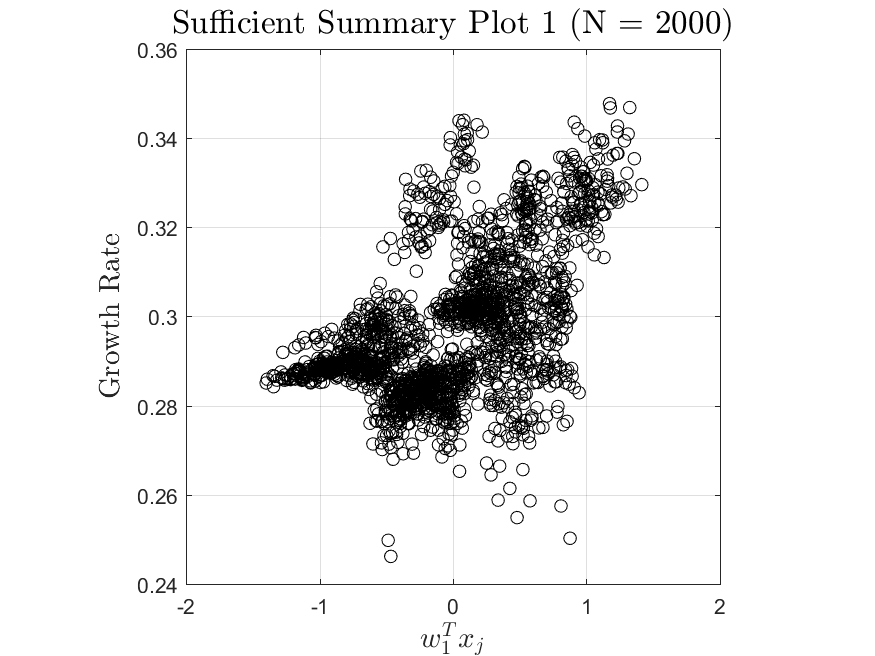 Sufficient Summary Plot 1 (N = 2000)
0.36
0.34
0.32
0.3
0.28
0.26
0.24
Growth Rate
-2 -1 0 1 2
w_1^T x_j